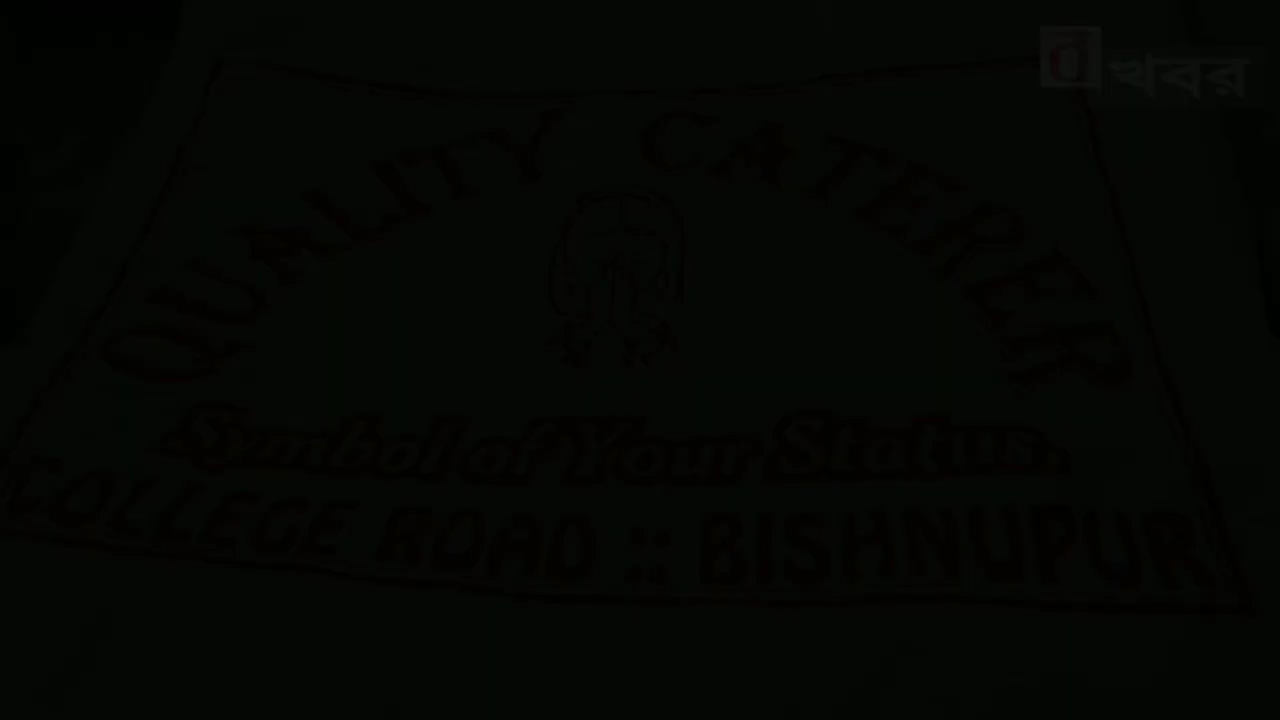 দ খবর
QUALITY CATERER
Symbol of Your Status.
COLLEGE ROAD :: BISHNUPUR